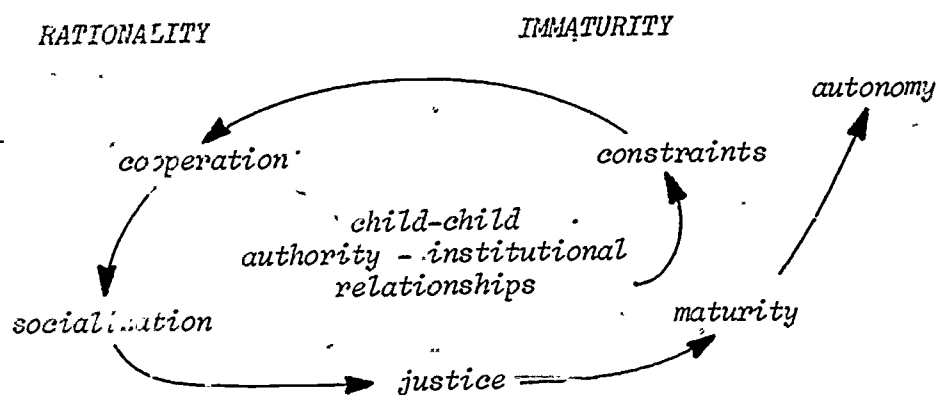 RATIONALITY IMMATURITY
autonomy
cooperation constraints
child-child
authority - institutional
relationships
socialization maturity
justice